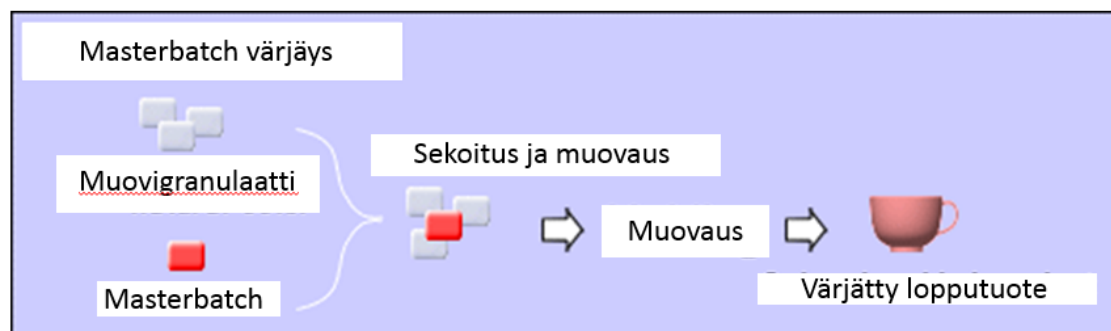 Masterbatch värjäys
Muovigranulaatti
Masterbatch
Sekoitus ja muovaus
Muovaus
Värjätty lopputuote